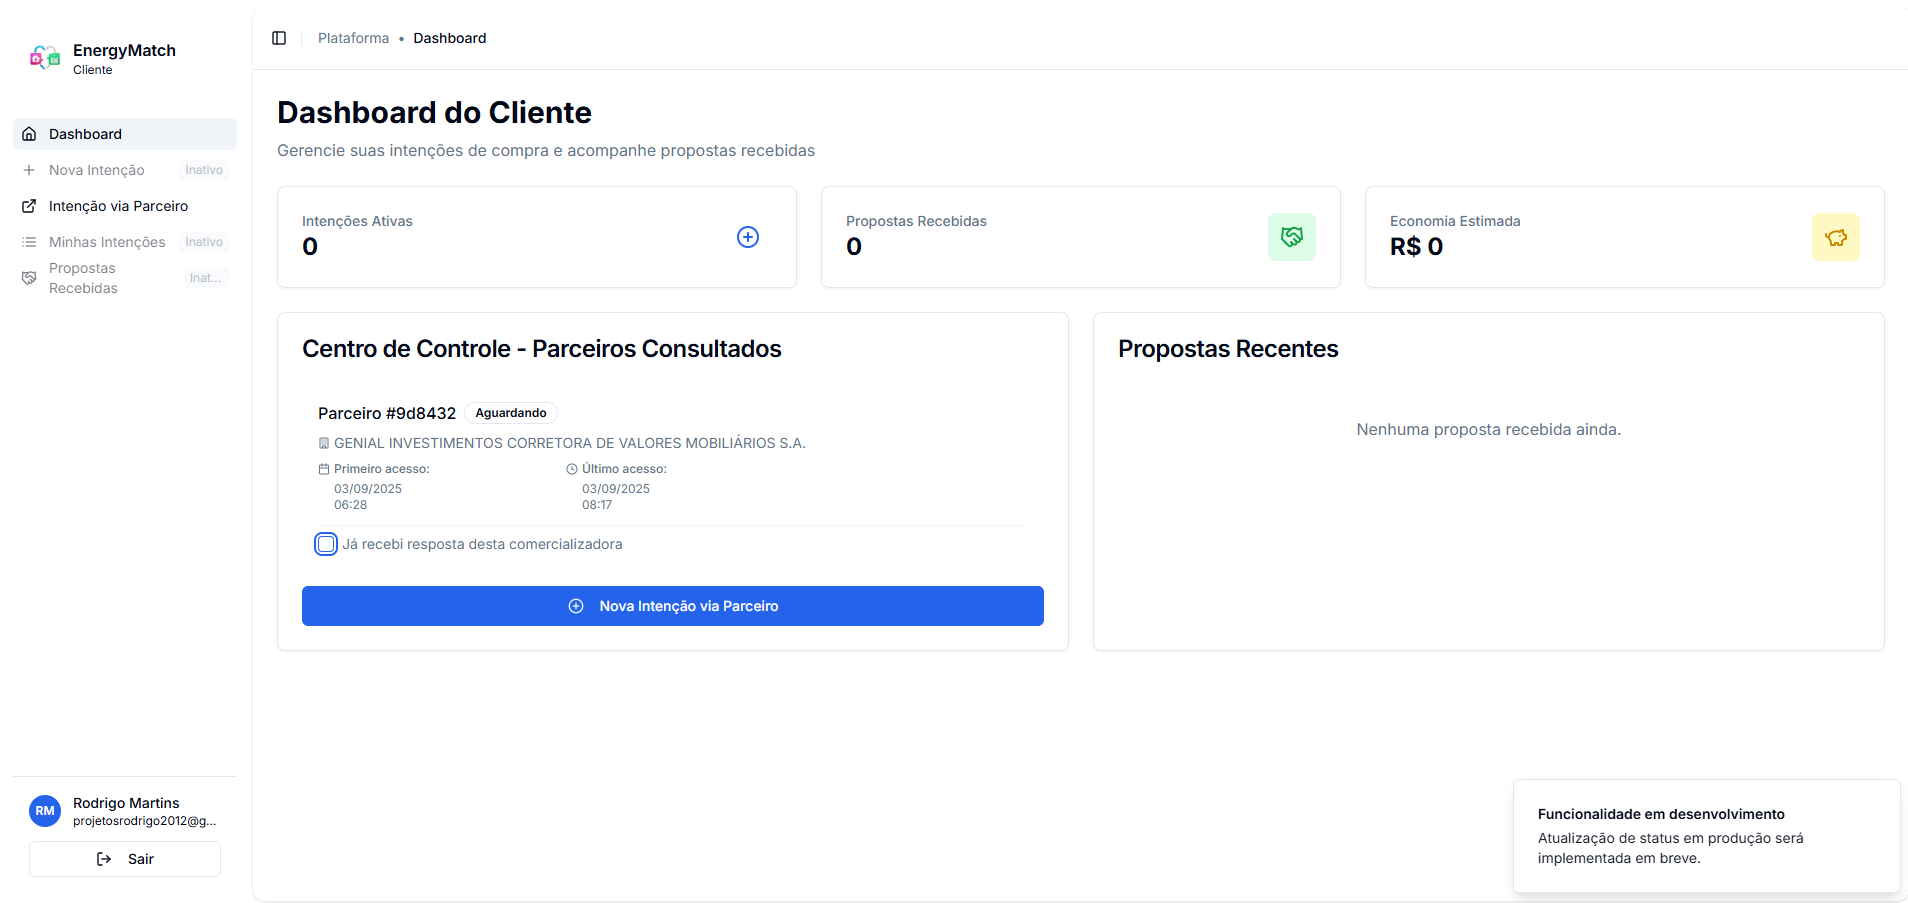 EnergyMatch
Cliente
Dashboard
Nova Intenção Inativo
Intenção via Parceiro
Minhas Intenções Inativo
Propostas
Recebidas Inat...
Rodrigo Martins
RM
projetosrodrigo2012@g...
Sair
Plataforma • Dashboard
Dashboard do Cliente
Gerencie suas intenções de compra e acompanhe propostas recebidas
Intenções Ativas
0
Propostas Recebidas
0
Economia Estimada
R$ 0
Centro de Controle - Parceiros Consultados
Parceiro #9d8432 Aguardando
GENIAL INVESTIMENTOS CORRETORA DE VALORES MOBILIÁRIOS S.A.
Primeiro acesso:
03/09/2025
06:28
Último acesso:
03/09/2025
08:17
Já recebi resposta desta comercializadora
Nova Intenção via Parceiro
Propostas Recentes
Nenhuma proposta recebida ainda.
Funcionalidade em desenvolvimento
Atualização de status em produção será
implementada em breve.